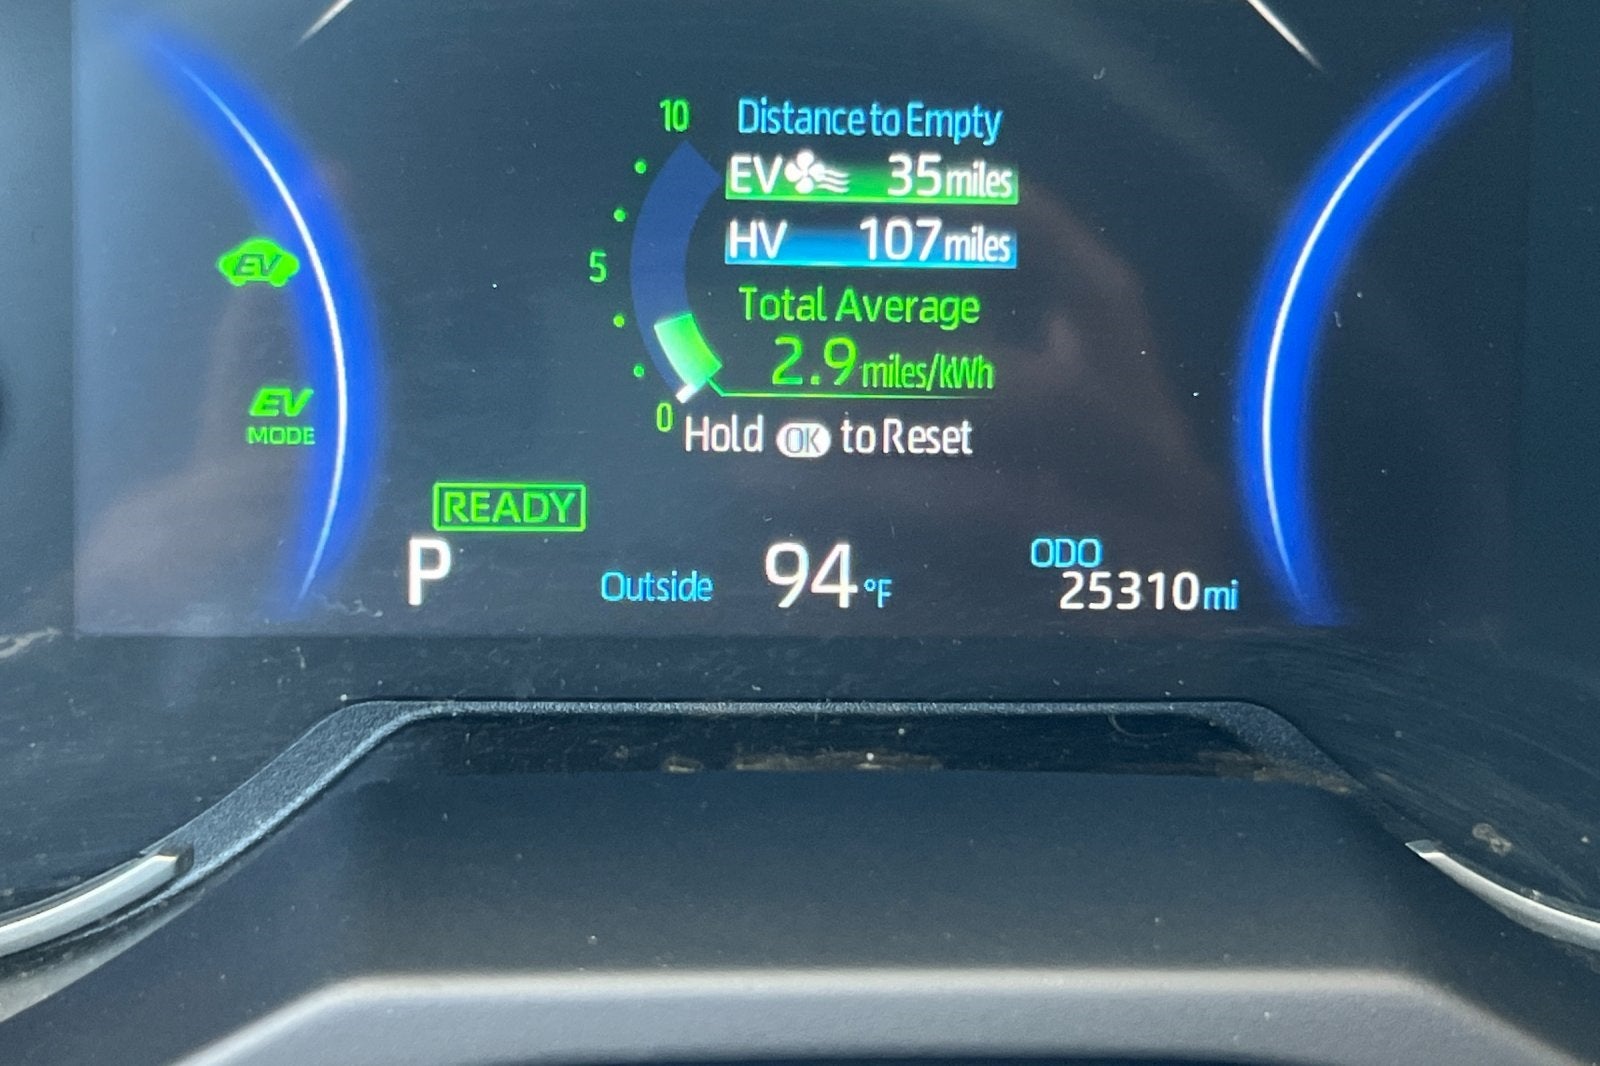 10
Distance to Empty
EV 35 miles
HV 107 miles
5
Total Average
2.9 miles/kWh
0
Hold OK to Reset
EV
EV
MODE
READY
P
Outside 94 °F
ODO
25310 mi